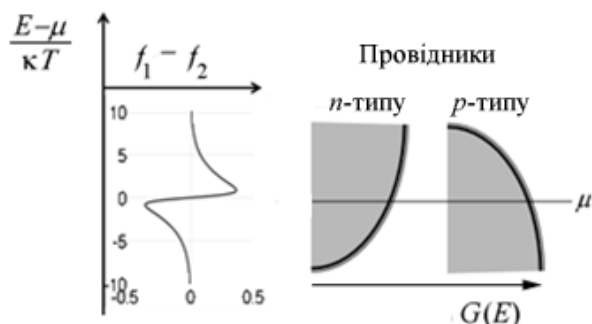 E−μ
κT
f₁ − f₂
10
5
0
-5
-10
-0.5
0
0.5
Провідники
n-типу
p-типу
μ
G(E)